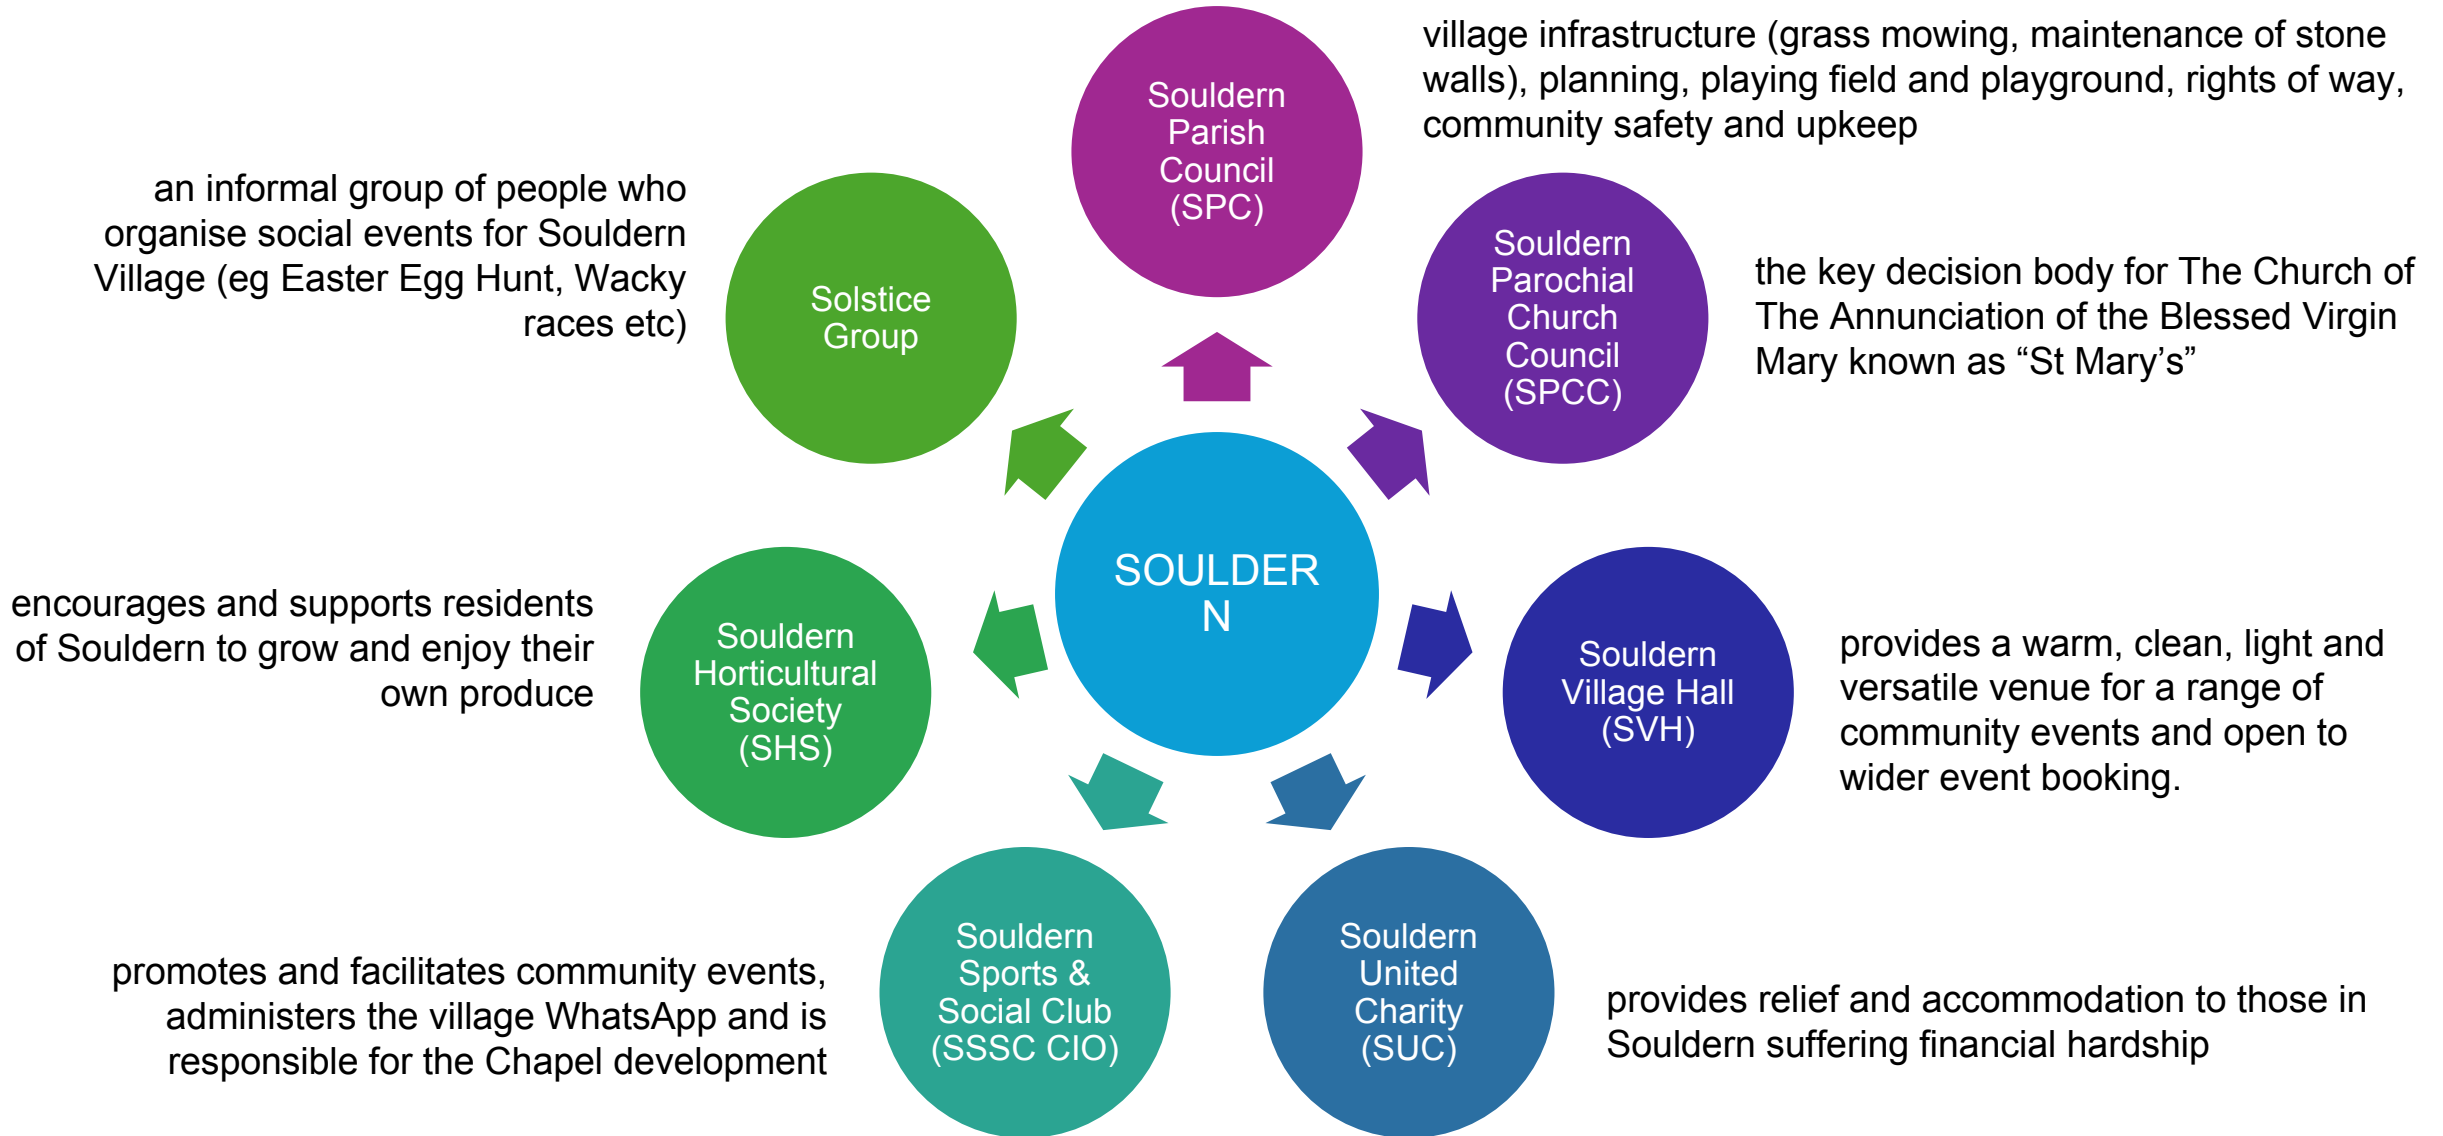 village infrastructure (grass mowing, maintenance of stone
walls), planning, playing field and playground, rights of way,
community safety and upkeep
Souldern
Parish
Council
(SPC)
an informal group of people who
organise social events for Souldern
Village (eg Easter Egg Hunt, Wacky
races etc)
Solstice
Group
Souldern
Parochial
Church
Council
(SPCC)
the key decision body for The Church of
The Annunciation of the Blessed Virgin
Mary known as “St Mary’s”
SOULDER
N
encourages and supports residents
of Souldern to grow and enjoy their
own produce
Souldern
Horticultural
Society
(SHS)
Souldern
Village Hall
(SVH)
provides a warm, clean, light and
versatile venue for a range of
community events and open to
wider event booking.
promotes and facilitates community events,
administers the village WhatsApp and is
responsible for the Chapel development
Souldern
Sports &
Social Club
(SSSC CIO)
Souldern
United
Charity
(SUC)
provides relief and accommodation to those in
Souldern suffering financial hardship